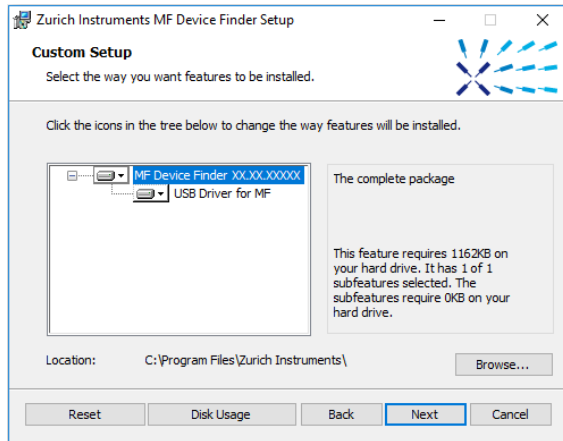 Zurich Instruments MF Device Finder Setup
Custom Setup
Select the way you want features to be installed.
Click the icons in the tree below to change the way features will be installed.
MF Device Finder XX.XX.XXXXX
USB Driver for MF
The complete package
This feature requires 1162KB on
your hard drive. It has 1 of 1
subfeatures selected. The
subfeatures require 0KB on your
hard drive.
Location: C:\Program Files\Zurich Instruments\
Browse...
Reset Disk Usage Back Next Cancel